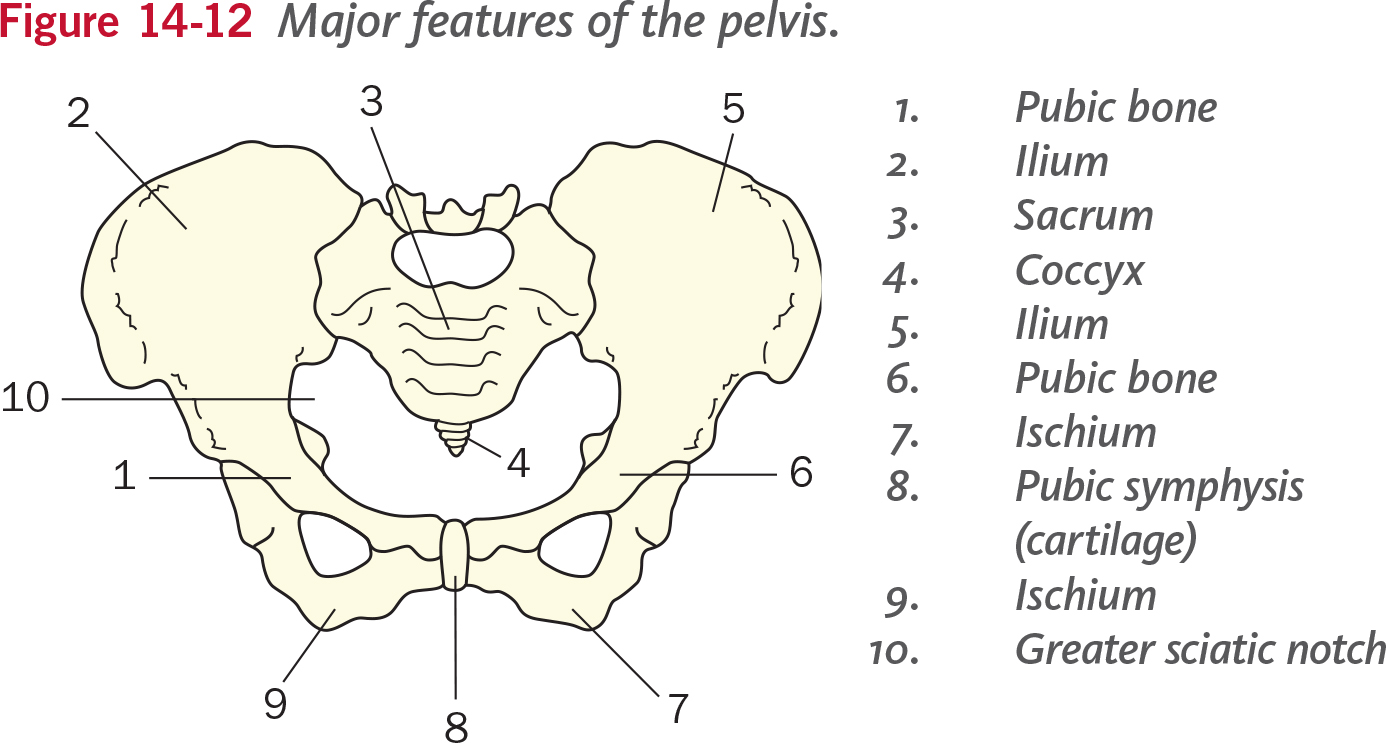 Figure 14-12 Major features of the pelvis.
2
3
5
10
1
4
6
9
8
7
1. Pubic bone
2. Ilium
3. Sacrum
4. Coccyx
5. Ilium
6. Pubic bone
7. Ischium
8. Pubic symphysis
(cartilage)
9. Ischium
10. Greater sciatic notch